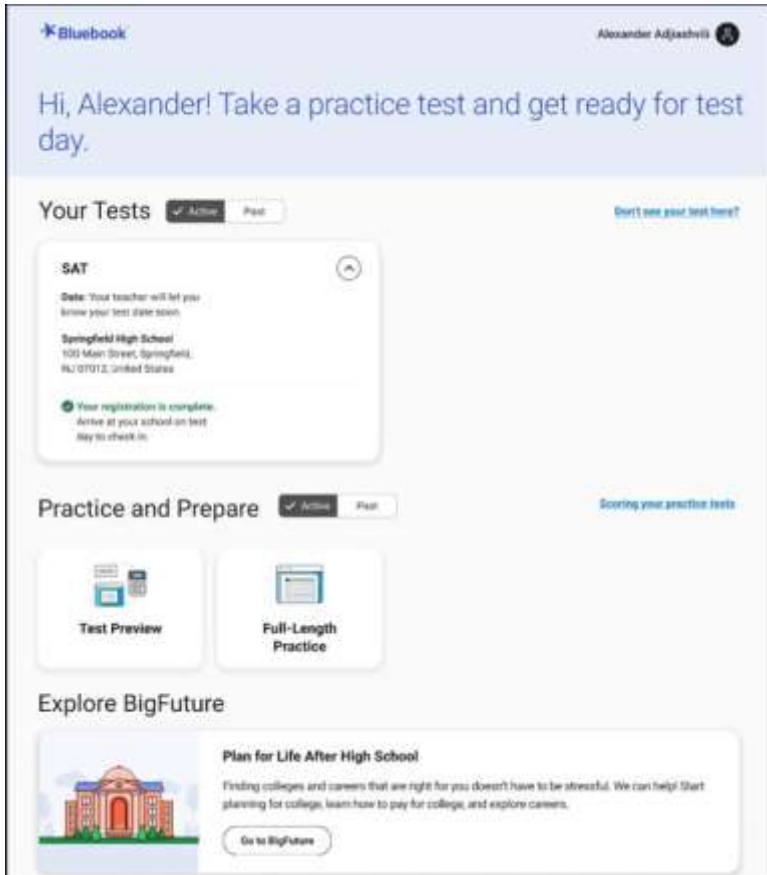 Bluebook
Alexander Adjiashvili
Hi, Alexander! Take a practice test and get ready for test
day.
Your Tests
Active
Past
Don't see your test here?
SAT
Date: Your teacher will let you
know your test date soon.
Springfield High School
100 Main Street, Springfield,
NJ 07012, United States
Your registration is complete.
Arrive at your school on test
day to check in.
Practice and Prepare
Active
Past
Scoring your practice tests
Test Preview
Full-Length
Practice
Explore BigFuture
Plan for Life After High School
Finding colleges and careers that are right for you doesn't have to be stressful. We can help! Start
planning for college, learn how to pay for college, and explore careers.
Go to BigFuture